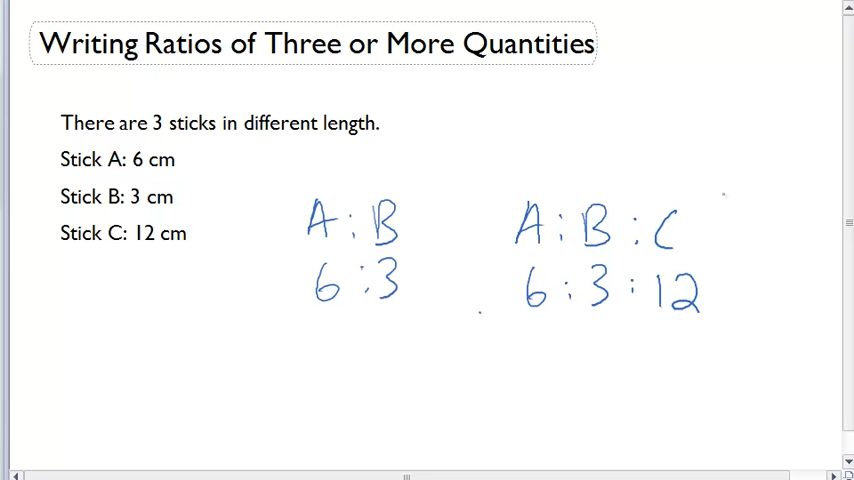 Writing Ratios of Three or More Quantities
There are 3 sticks in different length.
Stick A: 6 cm
Stick B: 3 cm
Stick C: 12 cm
A : B
6 : 3
A : B : C
6 : 3 : 12